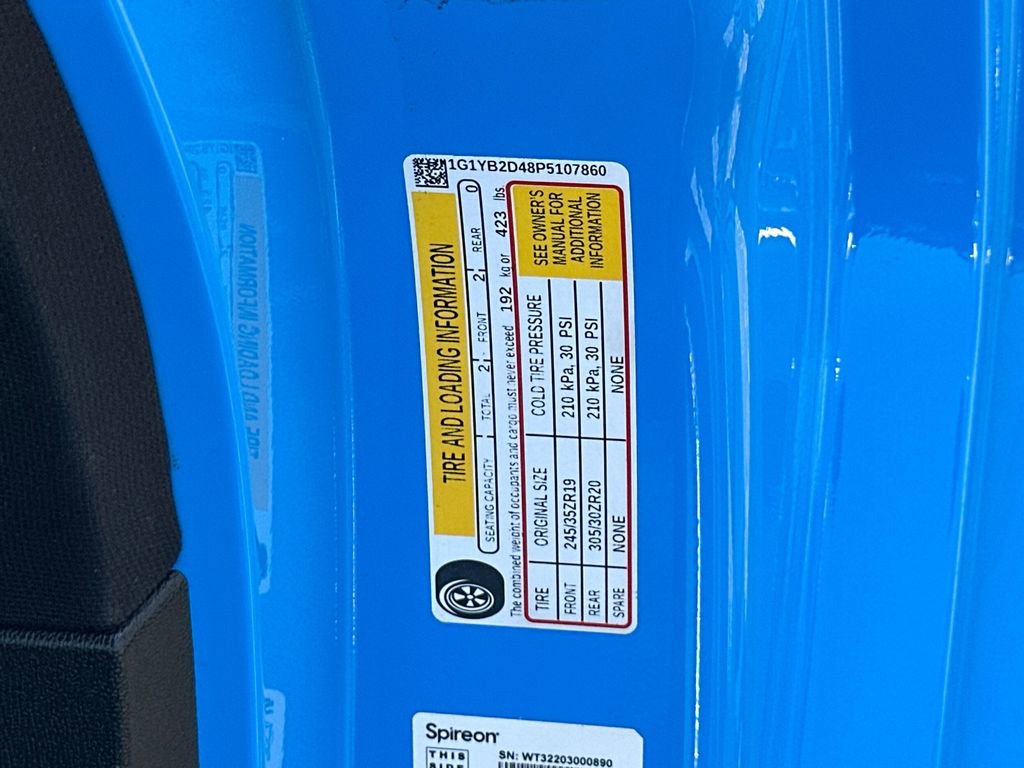 1G1YB2D48P5107860
TIRE AND LOADING INFORMATION
SEATING CAPACITY TOTAL 2 FRONT 2 REAR 0
The combined weight of occupants and cargo must never exceed 192 kg or 423 lbs.
TIRE ORIGINAL SIZE COLD TIRE PRESSURE
FRONT 245/35ZR19 210 kPa, 30 PSI
REAR 305/30ZR20 210 kPa, 30 PSI
SPARE NONE NONE
SEE OWNER'S
MANUAL FOR
ADDITIONAL
INFORMATION
Spireon
THIS
SIDE
SN: WT32203000890